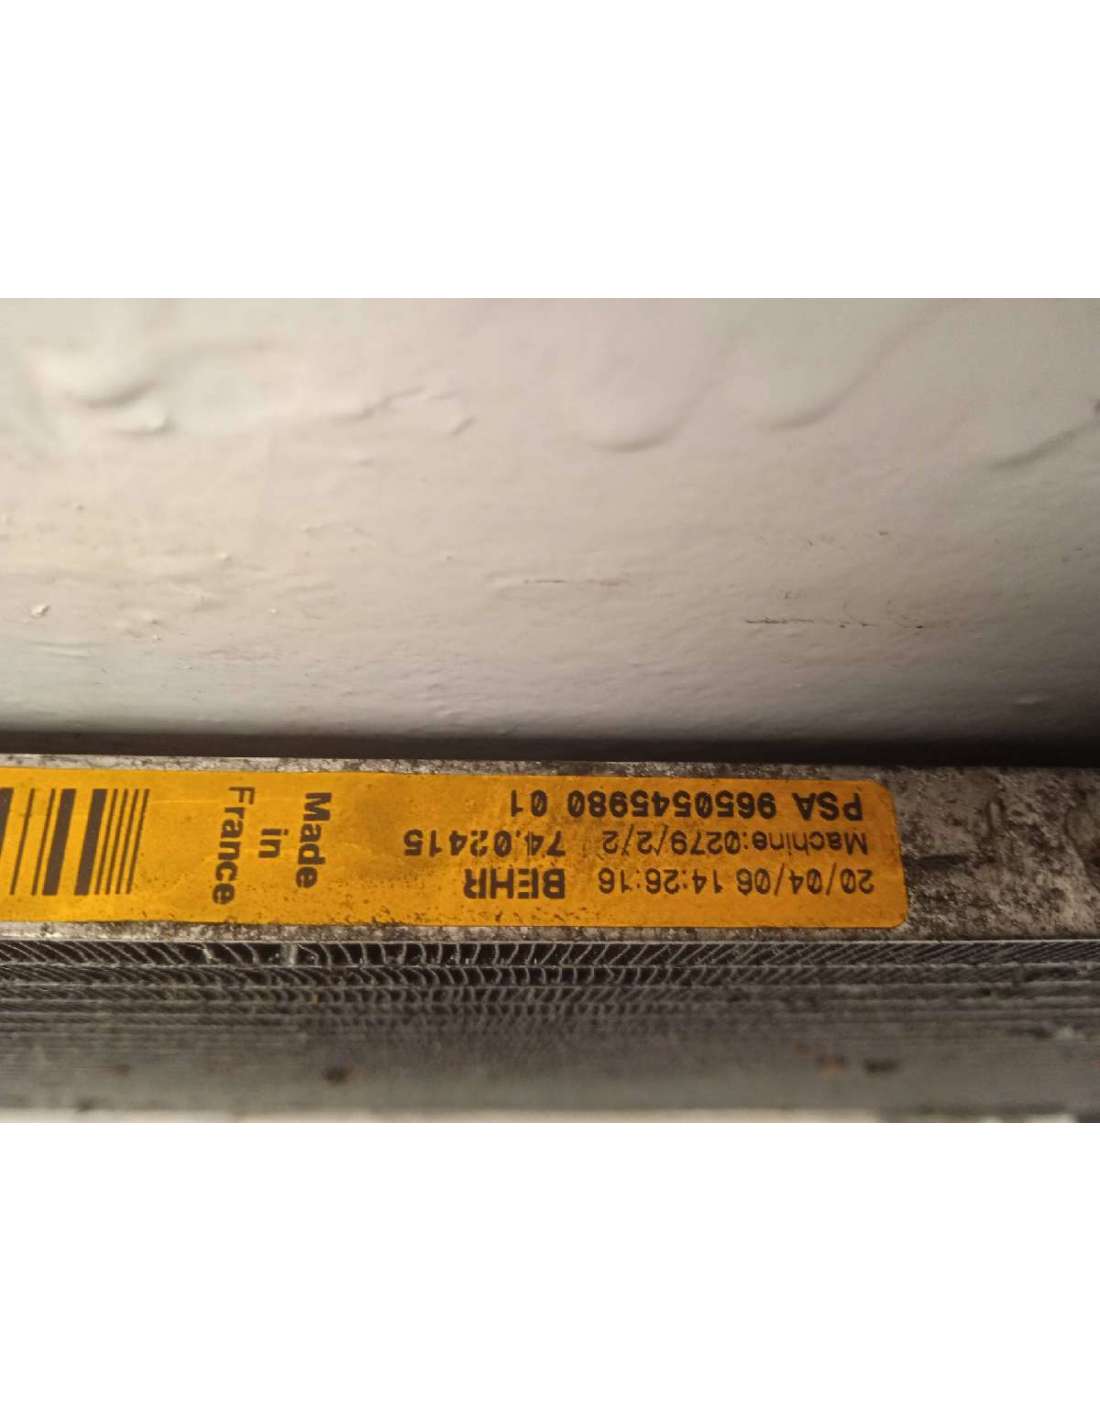 20/04/06 14:26:16 BEHR
Machine:0279/2/2 74.02415
PSA 9650545980 01
Made
in
France